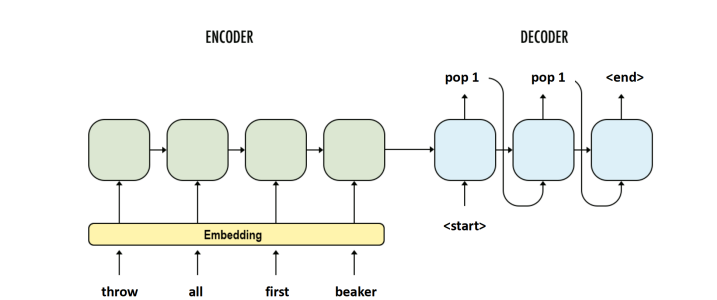 ENCODER DECODER
pop 1 pop 1 <end>
<start>
Embedding
throw all first beaker